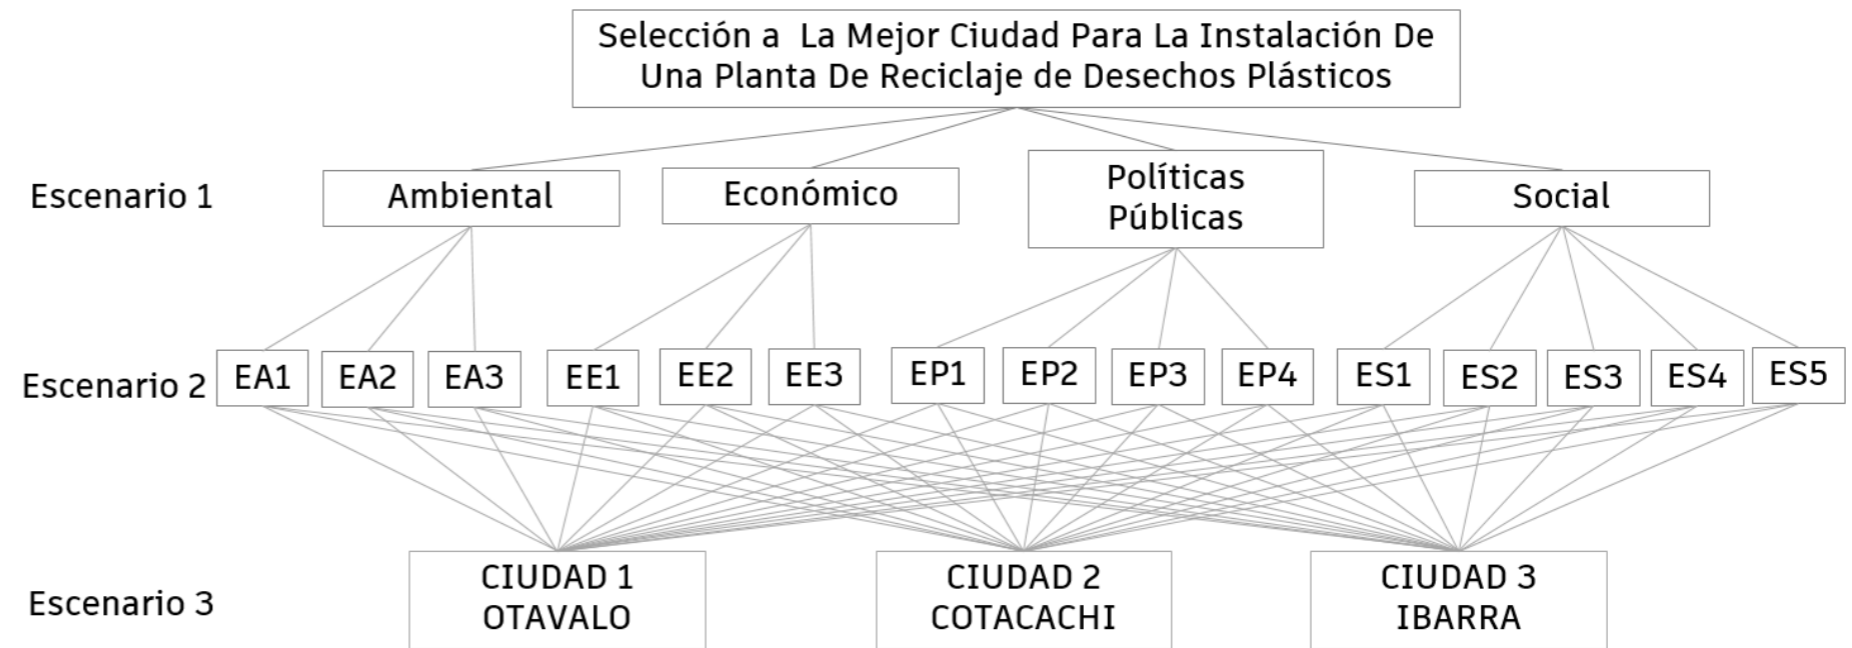 Selección a La Mejor Ciudad Para La Instalación De
Una Planta De Reciclaje de Desechos Plásticos
Escenario 1
Ambiental
Económico
Políticas
Públicas
Social
Escenario 2
EA1
EA2
EA3
EE1
EE2
EE3
EP1
EP2
EP3
EP4
ES1
ES2
ES3
ES4
ES5
Escenario 3
CIUDAD 1
OTAVALO
CIUDAD 2
COTACACHI
CIUDAD 3
IBARRA